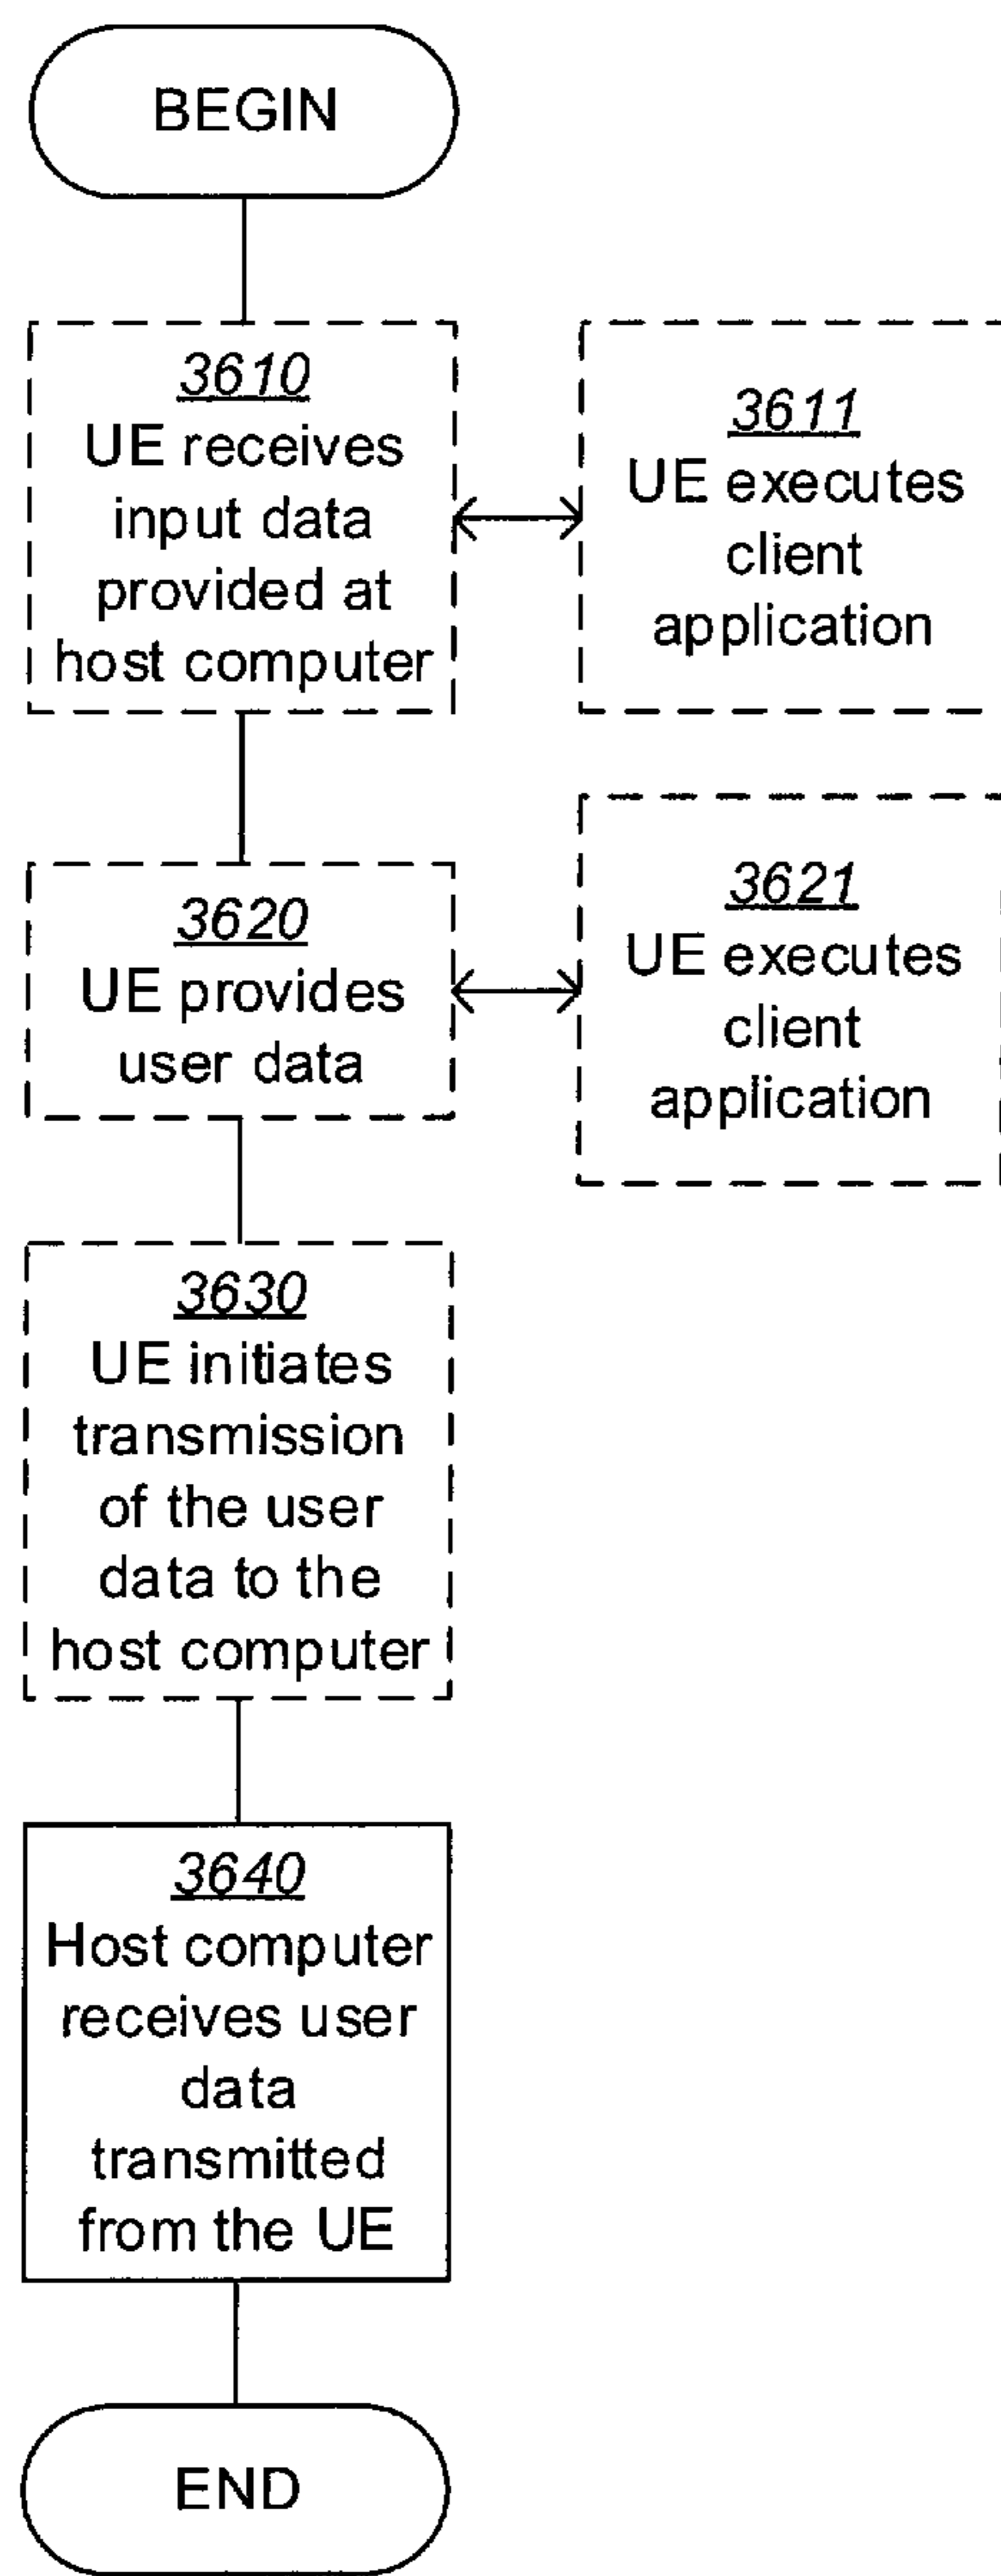 BEGIN
3610
UE receives
input data
provided at
host computer
3611
UE executes
client
application
3620
UE provides
user data
3621
UE executes
client
application
3630
UE initiates
transmission
of the user
data to the
host computer
3640
Host computer
receives user
data
transmitted
from the UE
END